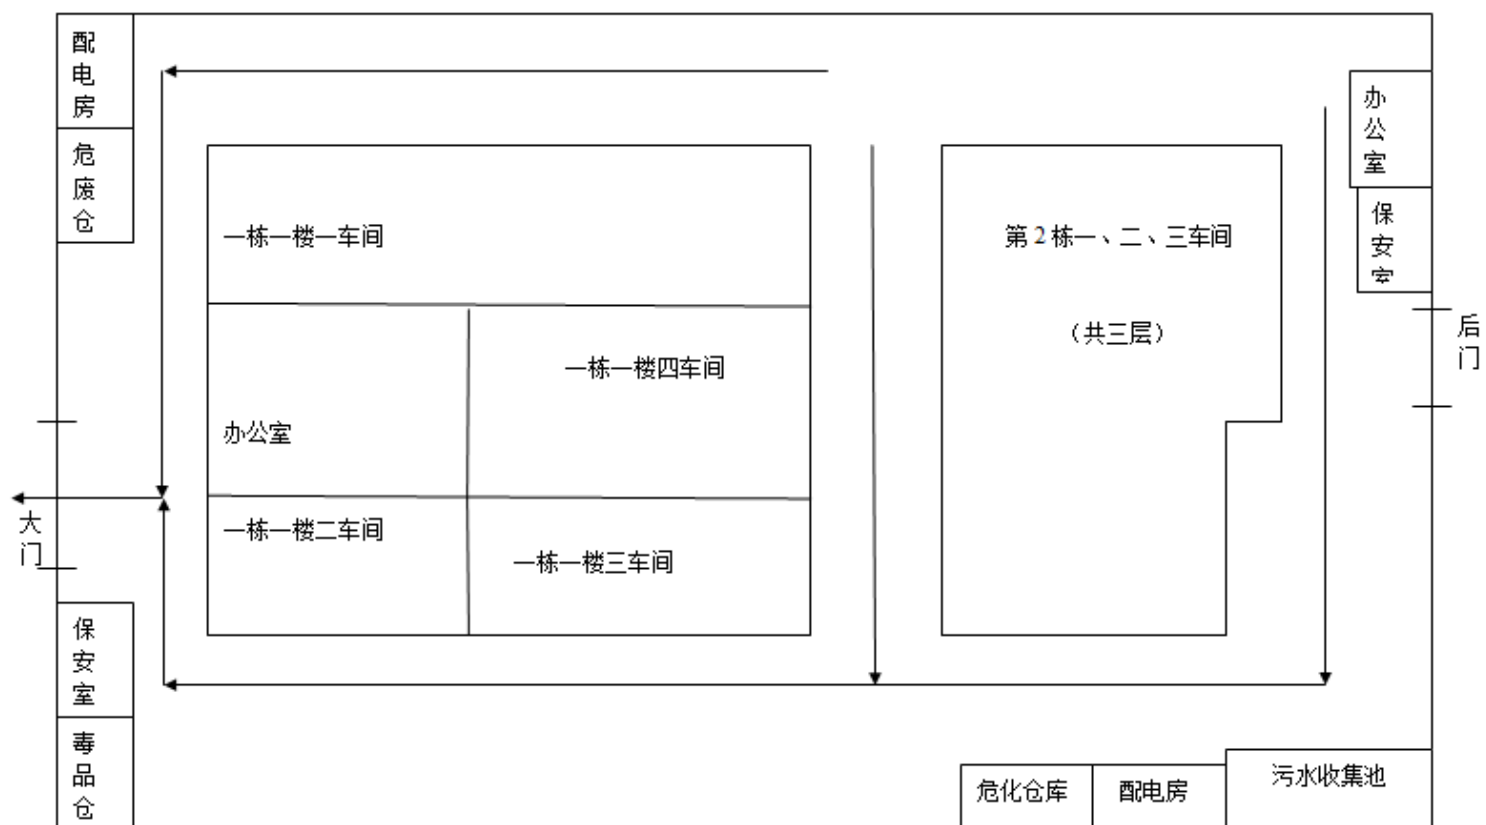 配电房
危废仓
办公室
保安室
一栋一楼一车间
第2栋一、二、三车间
（共三层）
后门
一栋一楼四车间
办公室
大门
一栋一楼二车间
一栋一楼三车间
保安室
毒品仓
危化仓库
配电房
污水收集池